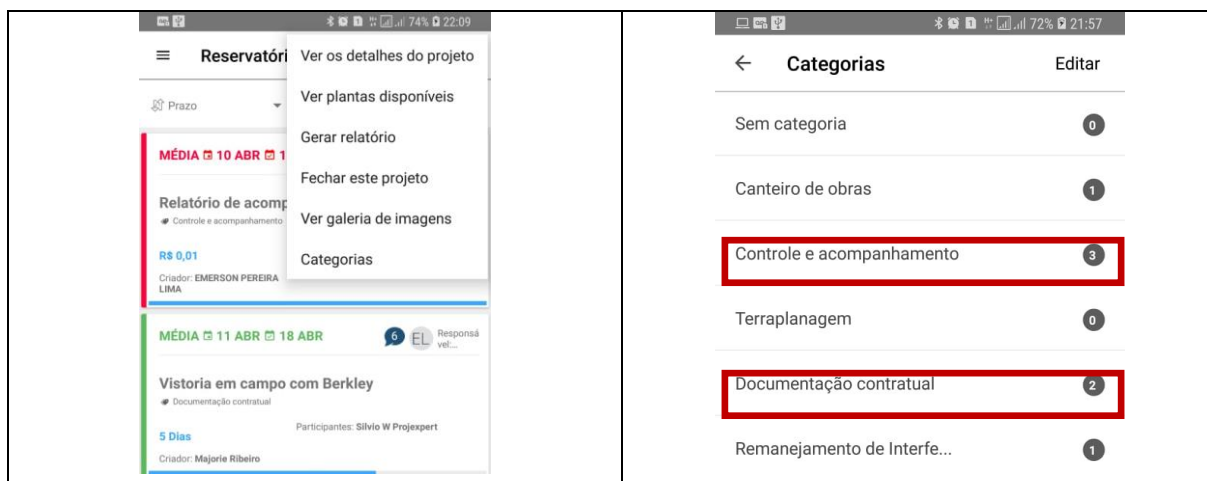 74% 22:09
Reservatóri
Prazo
Ver os detalhes do projeto
Ver plantas disponíveis
Gerar relatório
Fechar este projeto
Ver galeria de imagens
Categorias
MÉDIA 10 ABR 1
Relatório de acomp
Controle e acompanhamento
R$ 0,01
Criador: EMERSON PEREIRA
LIMA
MÉDIA 11 ABR 18 ABR
6 EL Responsá
vel:...
Vistoria em campo com Berkley
Documentação contratual
Participantes: Silvio W Projexpert
5 Dias
Criador: Majorie Ribeiro
72% 21:57
Categorias Editar
Sem categoria 0
Canteiro de obras 1
Controle e acompanhamento 3
Terraplanagem 0
Documentação contratual 2
Remanejamento de Interfe... 1